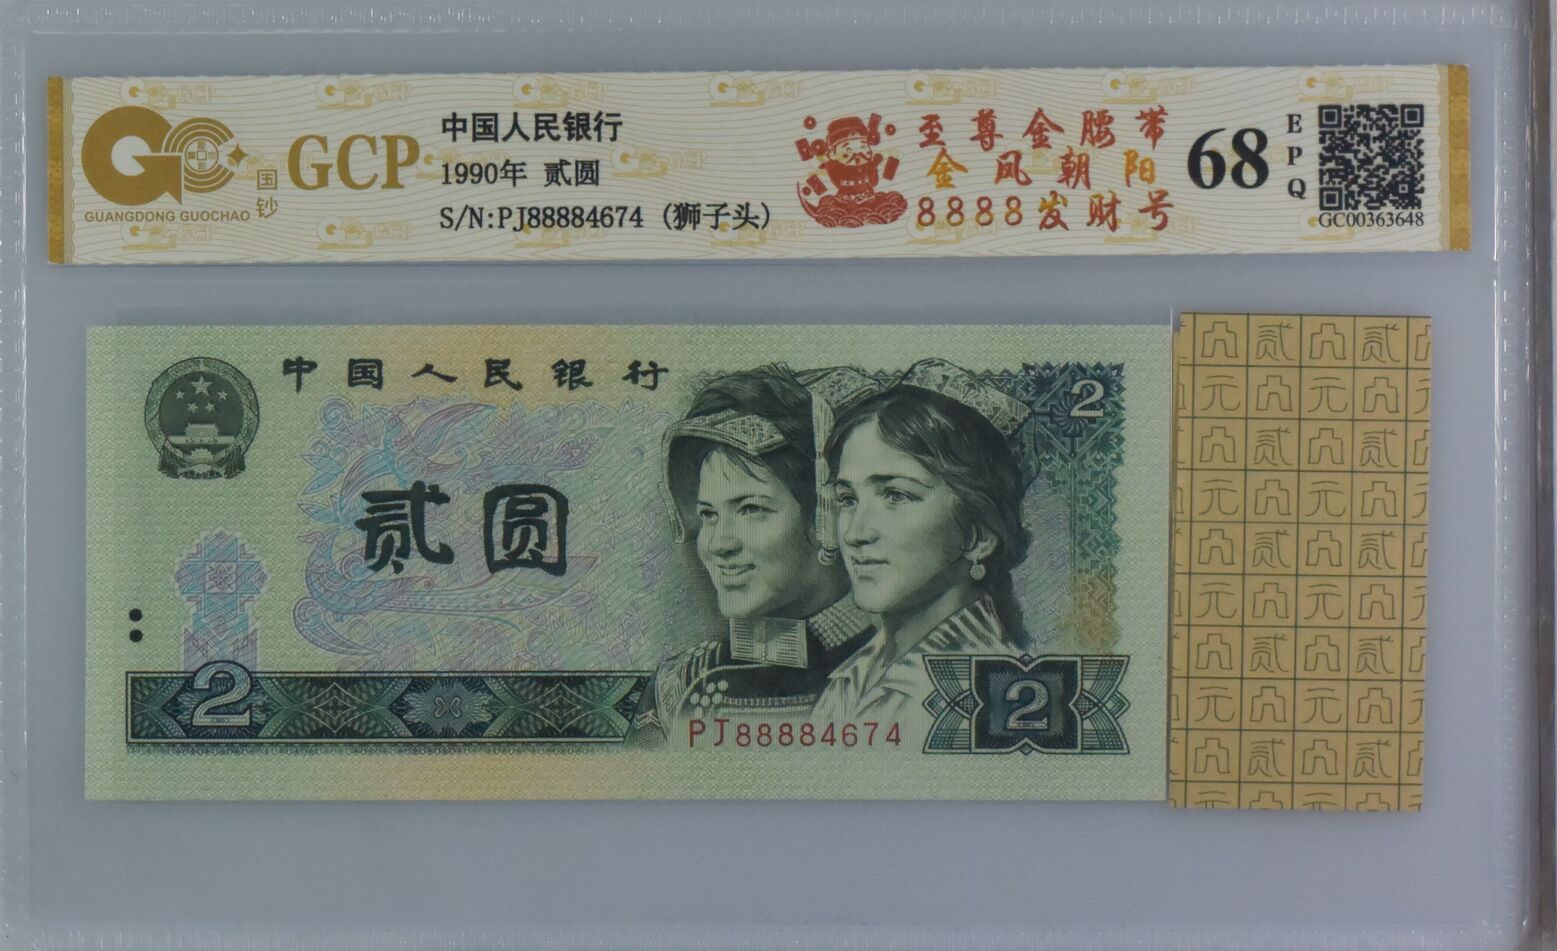 国钞
GUANGDONG GUOCHAO
GCP
中国人民银行
1990年 贰圆
S/N:PJ88884674 (狮子头)
至尊金腰带
金凤朝阳
8888发财号
68
EPQ
GC00363648
中国人民银行
2
贰圆
2
2
PJ88884674